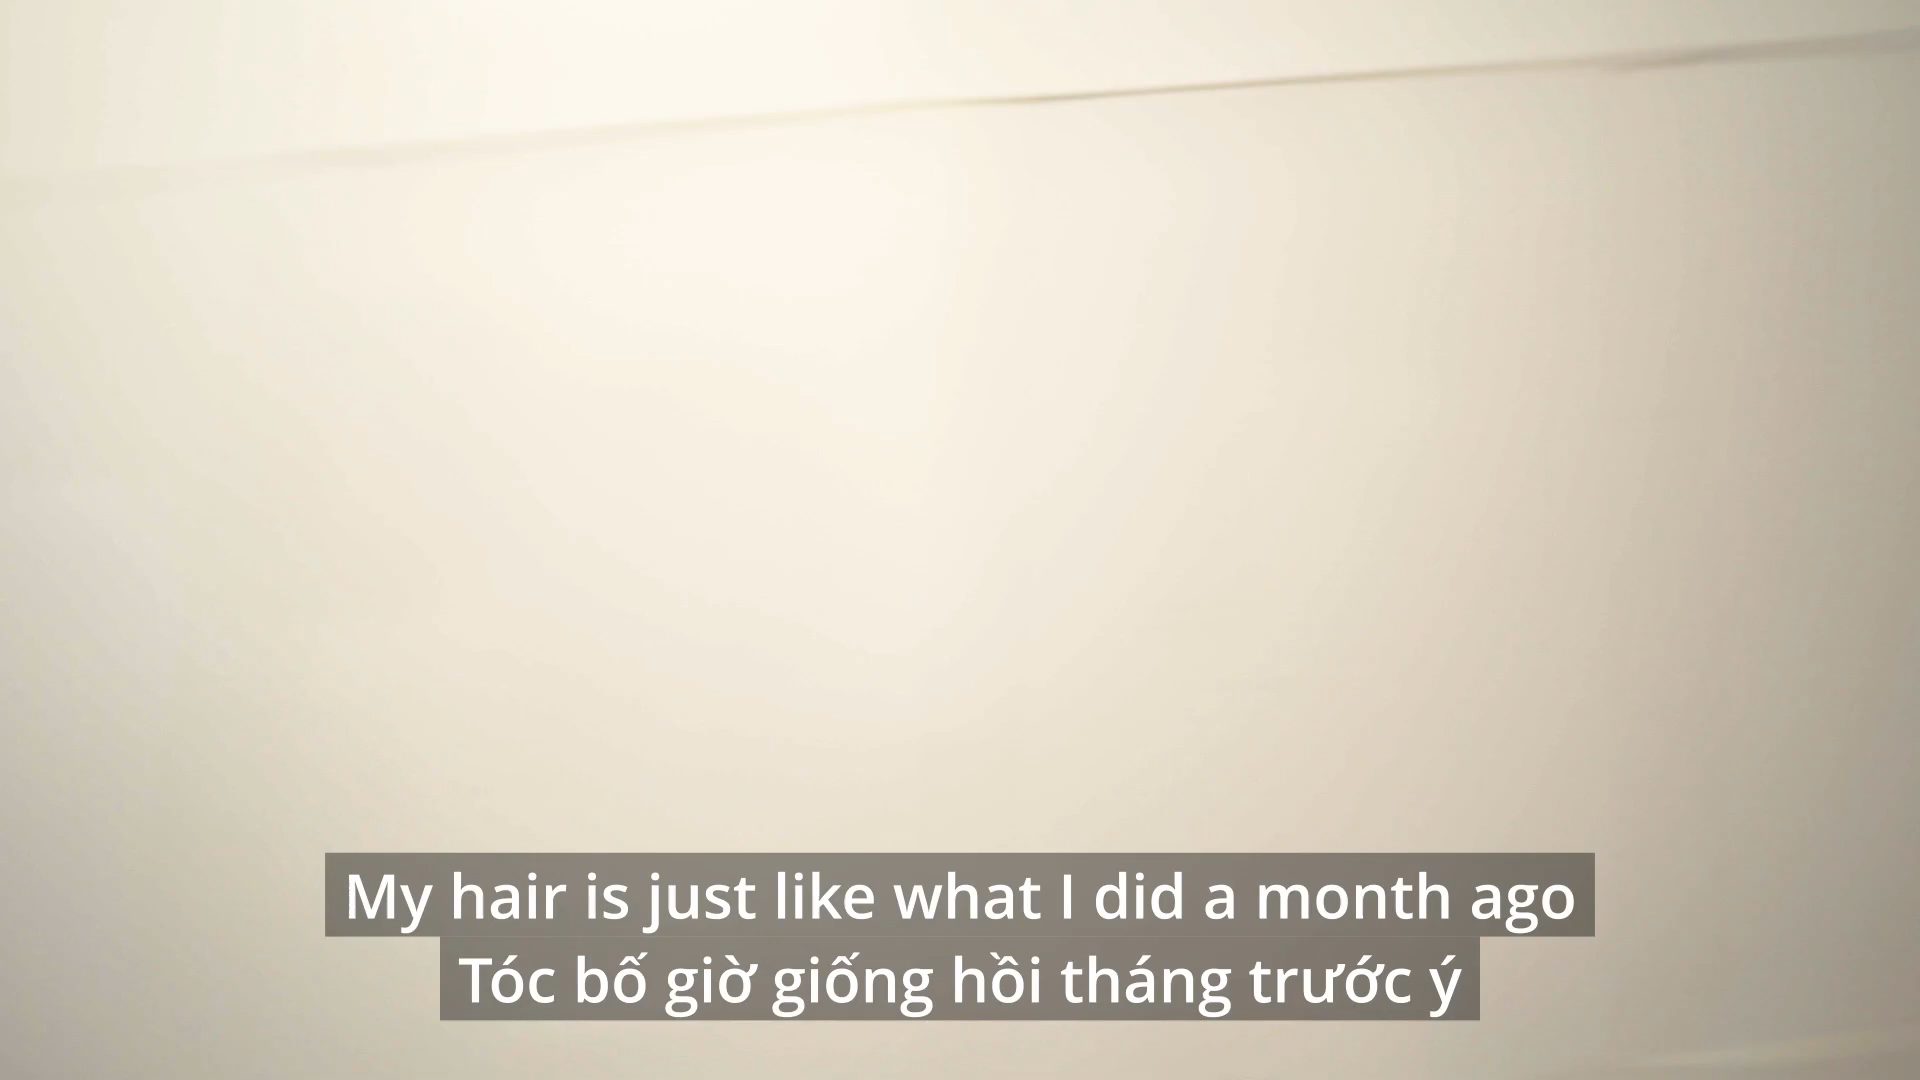 My hair is just like what I did a month ago
Tóc bố giờ giống hồi tháng trước ý